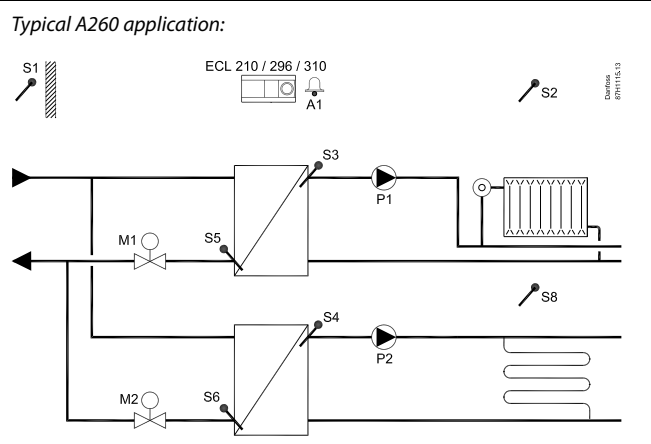 Typical A260 application:
S1
ECL 210 / 296 / 310
A1
S2
Danfoss
87H1115.13
S3
P1
M1
S5
S8
S4
P2
M2
S6